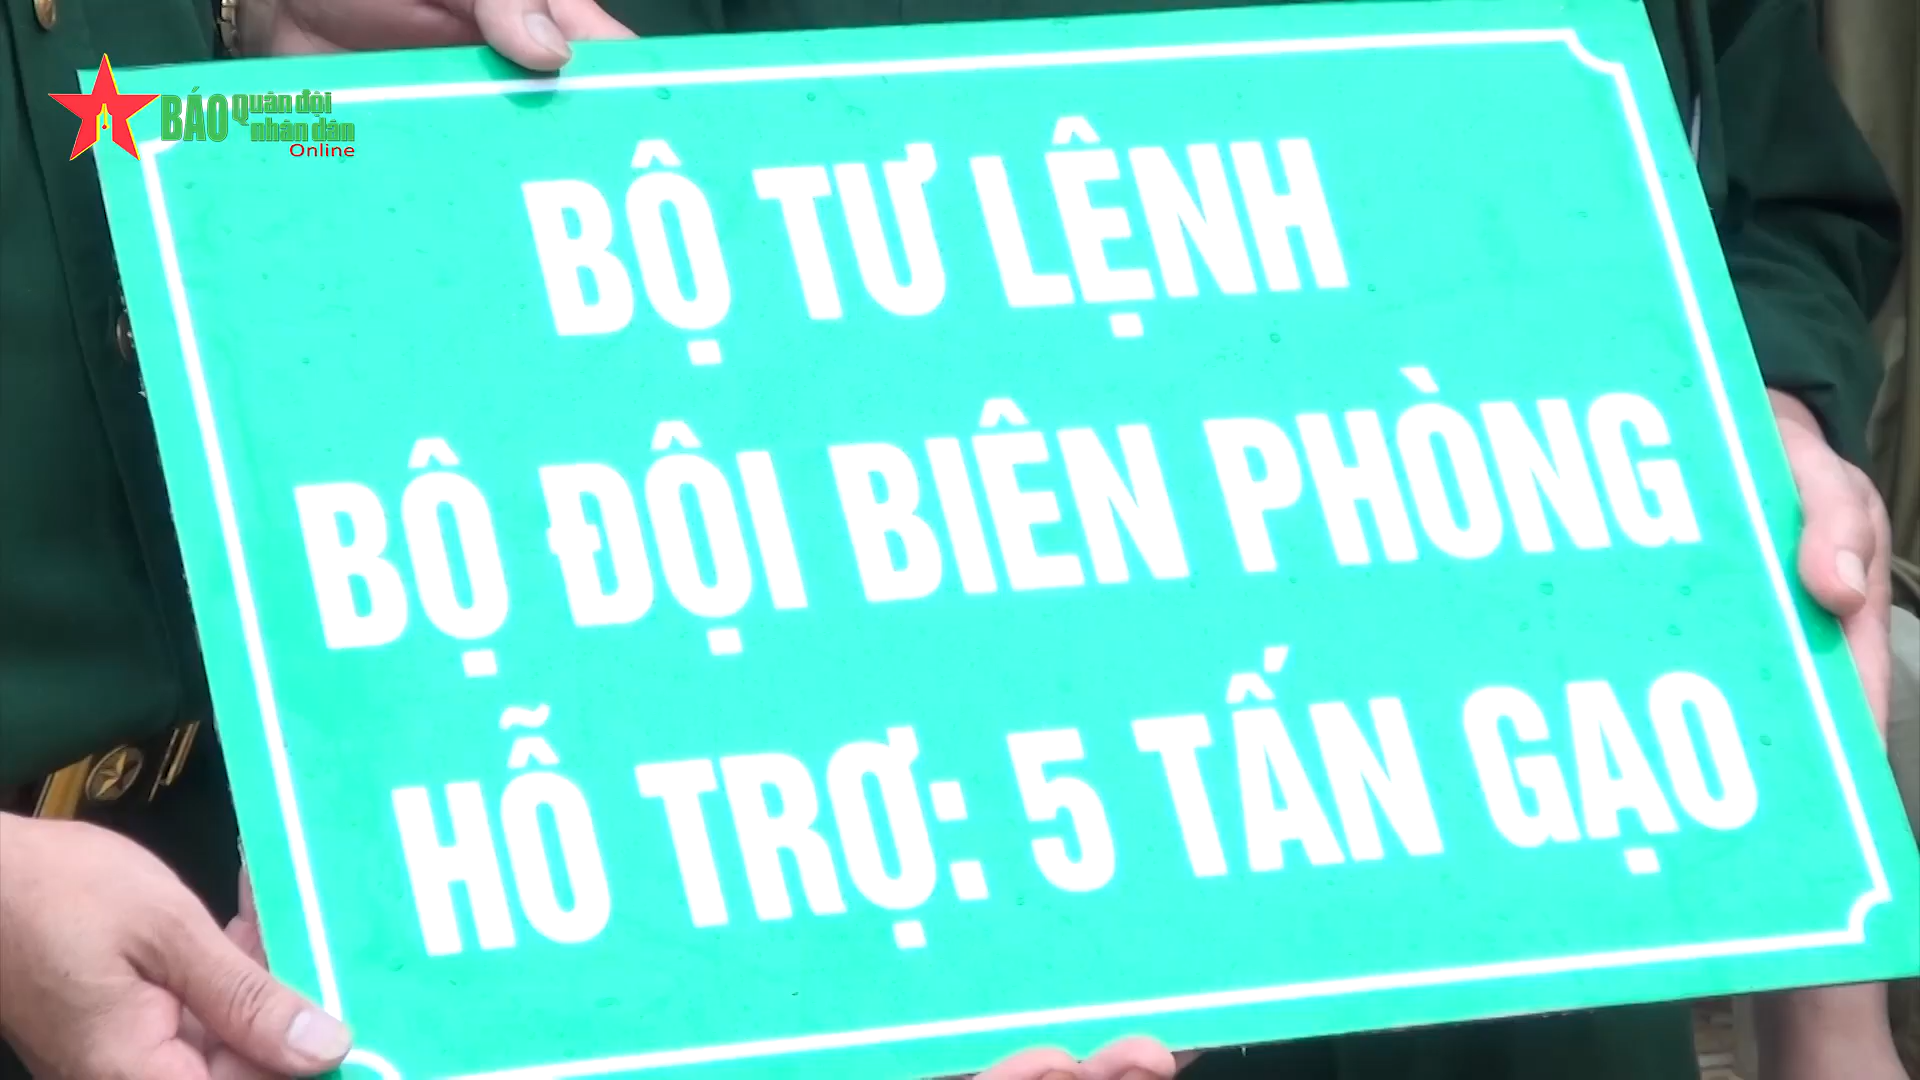 BÁO Quân đội
nhân dân
Online
BỘ TƯ LỆNH
BỘ ĐỘI BIÊN PHÒNG
HỖ TRỢ: 5 TẤN GẠO